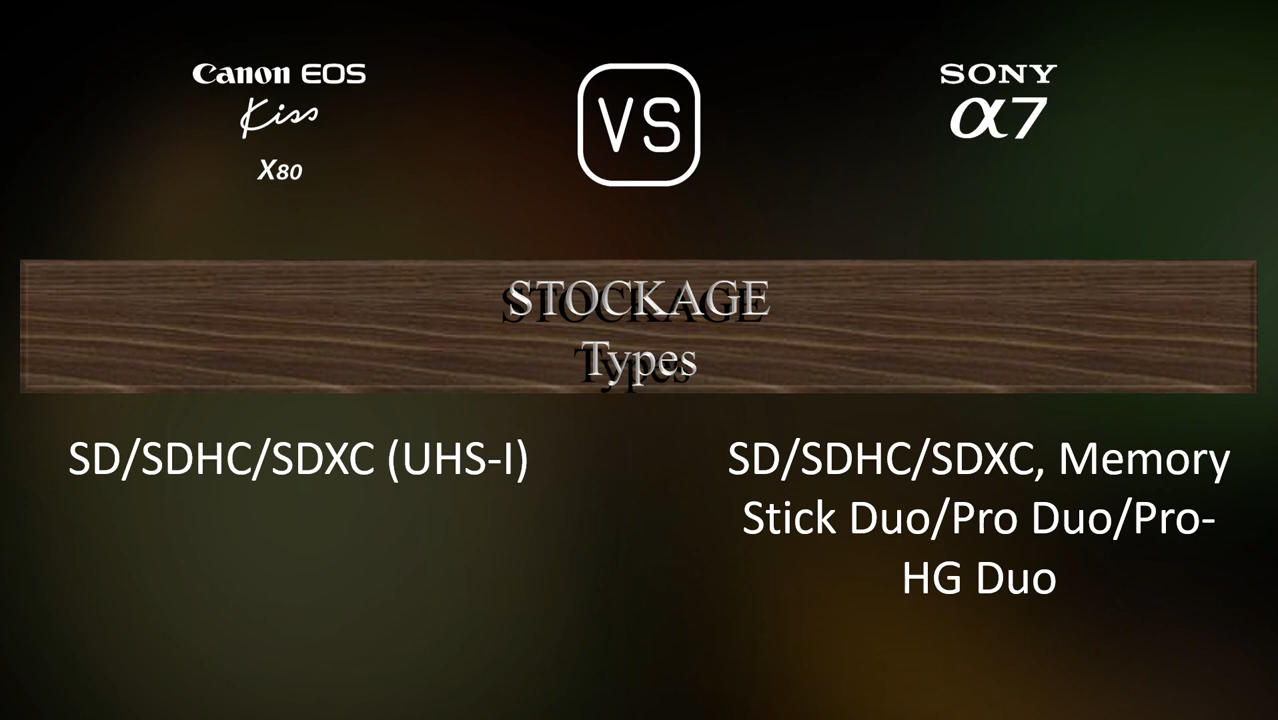 Canon EOS
Kiss
X80
VS
SONY
α7
STOCKAGE
Types
SD/SDHC/SDXC (UHS-I)
SD/SDHC/SDXC, Memory
Stick Duo/Pro Duo/Pro-
HG Duo